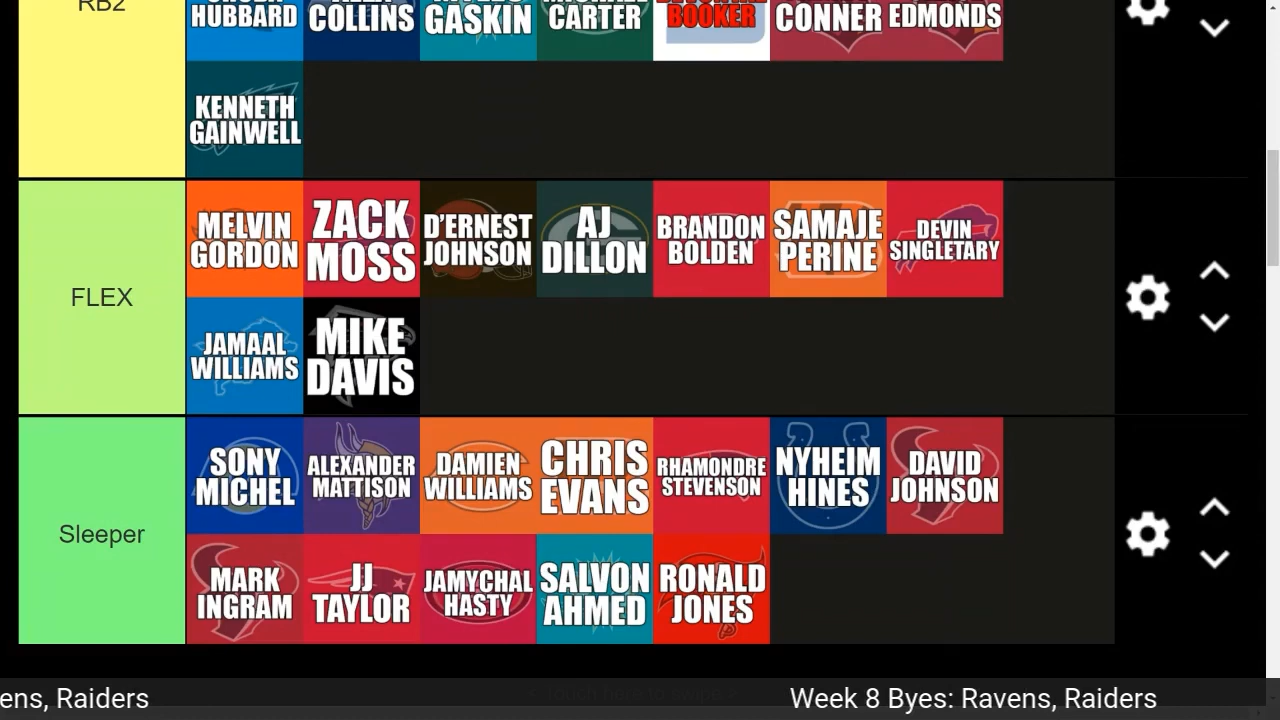 RB2
HUBBARD
COLLINS
GASKIN
MICHAEL
CARTER
BOOKER
CONNER
EDMONDS
KENNETH
GAINWELL
FLEX
MELVIN
GORDON
ZACK
MOSS
D'ERNEST
JOHNSON
AJ
DILLON
BRANDON
BOLDEN
SAMAJE
PERINE
DEVIN
SINGLETARY
JAMAAL
WILLIAMS
MIKE
DAVIS
Sleeper
SONY
MICHEL
ALEXANDER
MATTISON
DAMIEN
WILLIAMS
CHRIS
EVANS
RHAMONDRE
STEVENSON
NYHEIM
HINES
DAVID
JOHNSON
MARK
INGRAM
JJ
TAYLOR
JAMYCHAL
HASTY
SALVON
AHMED
RONALD
JONES
ens, Raiders
Week 8 Byes: Ravens, Raiders